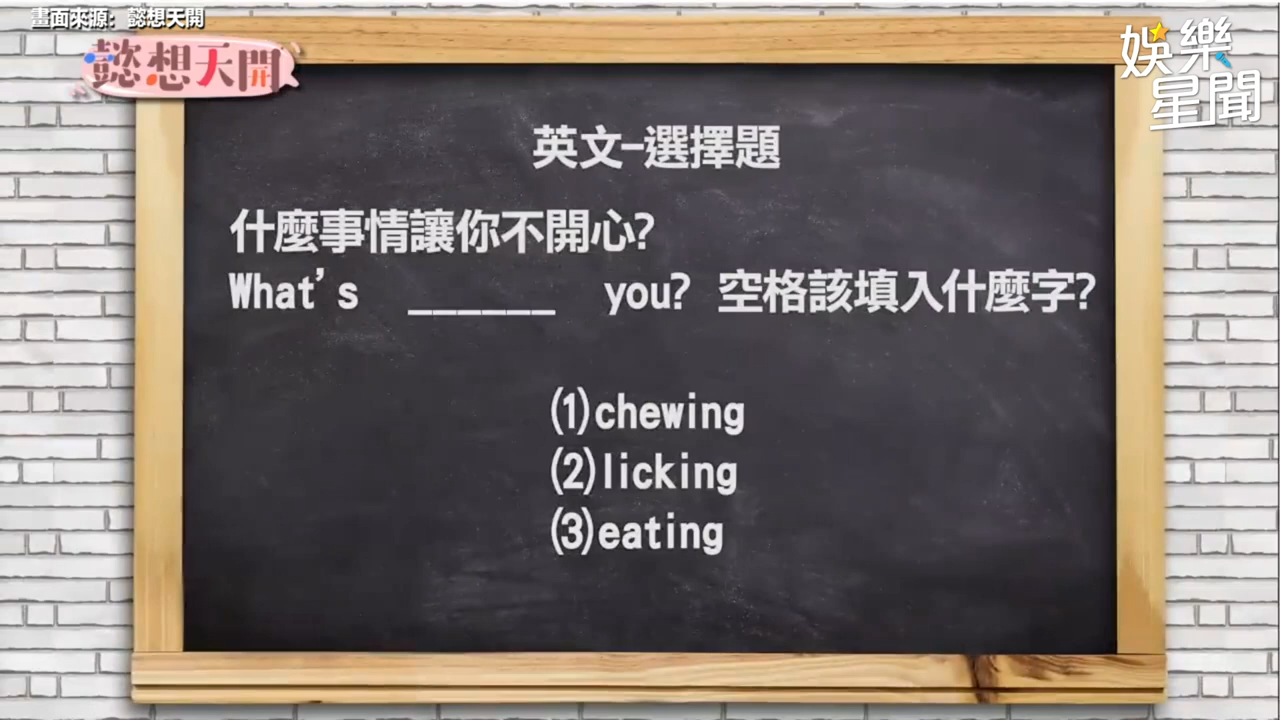 畫面來源: 懿想天開
懿想天開
娛樂
星聞
英文-選擇題
什麼事情讓你不開心?
What's ______ you? 空格該填入什麼字?
(1)chewing
(2)licking
(3)eating